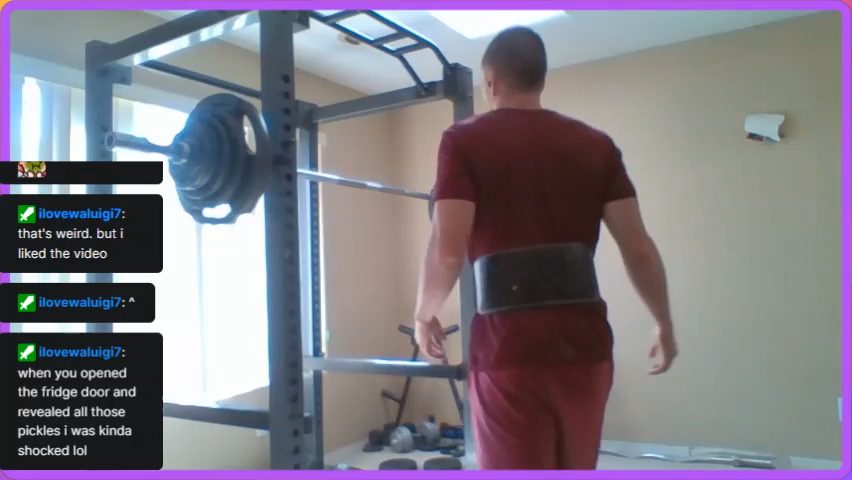 ilovewaluigi7:
that's weird. but i
liked the video
ilovewaluigi7: ^
ilovewaluigi7:
when you opened
the fridge door and
revealed all those
pickles i was kinda
shocked lol